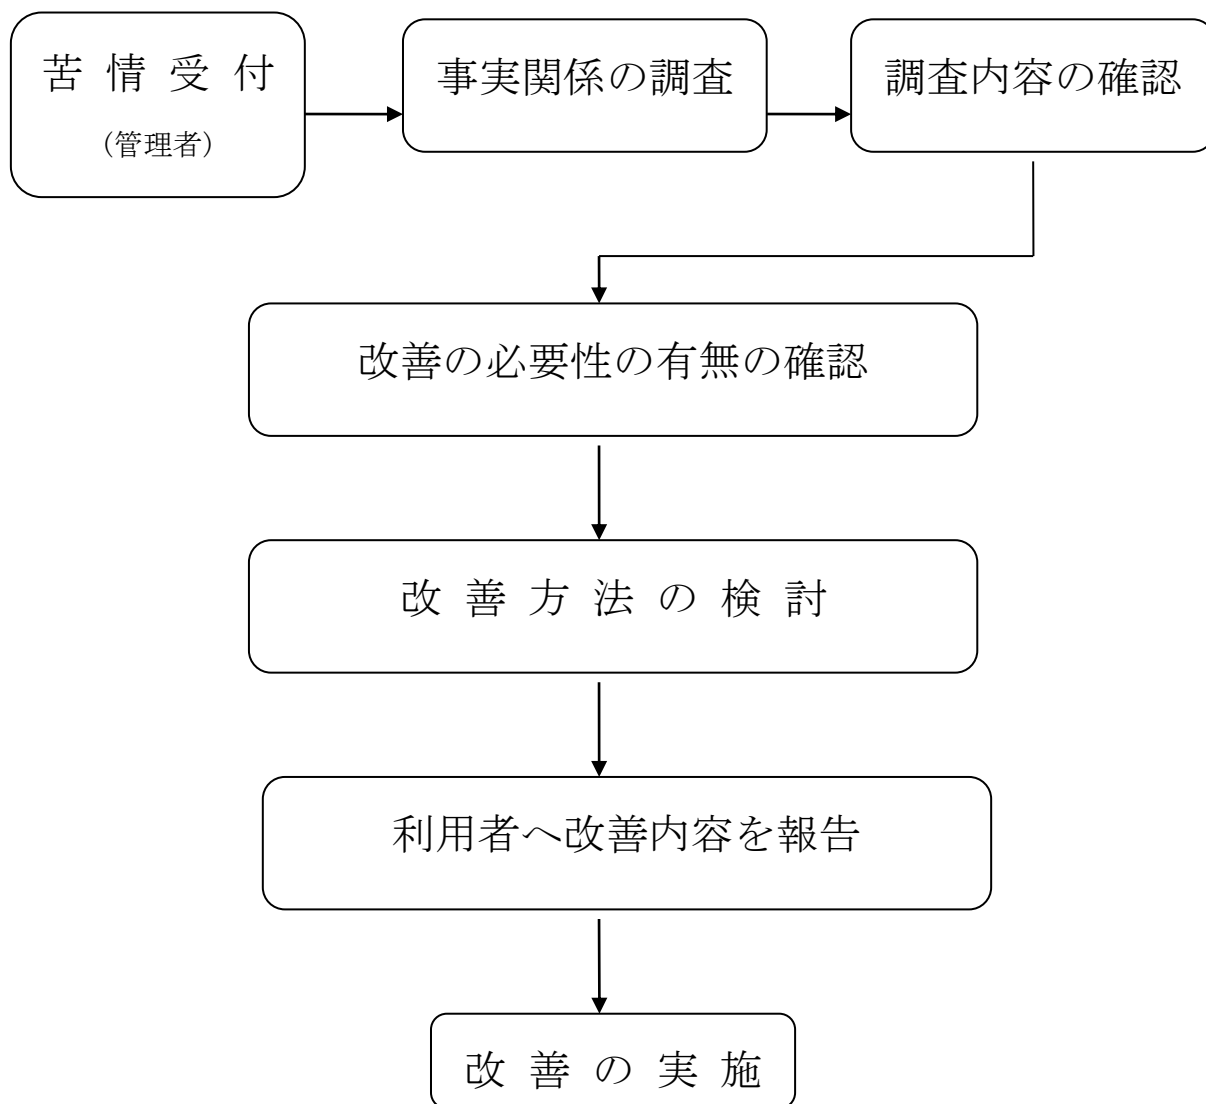 苦情受付
(管理者)
事実関係の調査
調査内容の確認
改善の必要性の有無の確認
改善方法の検討
利用者へ改善内容を報告
改善の実施